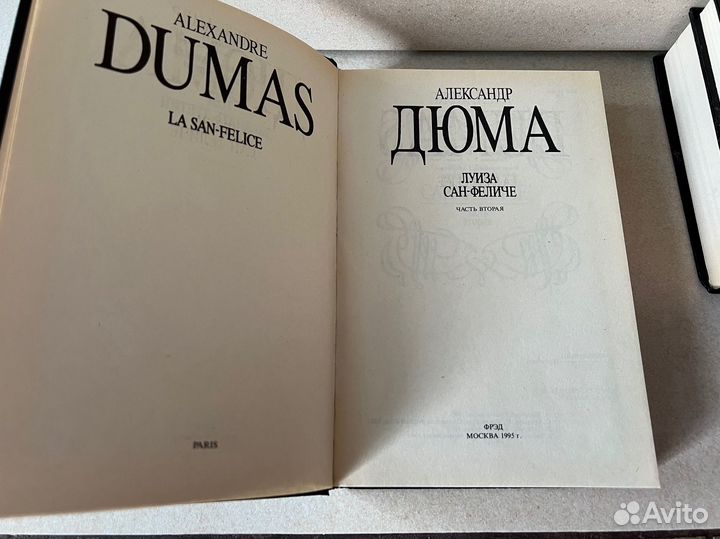 ALEXANDRE
DUMAS
LA SAN-FELICE
PARIS
АЛЕКСАНДР
ДЮМА
ЛУИЗА
САН-ФЕЛИЧЕ
ЧАСТЬ ВТОРАЯ
ФРЭД
МОСКВА 1995 г.
Avito